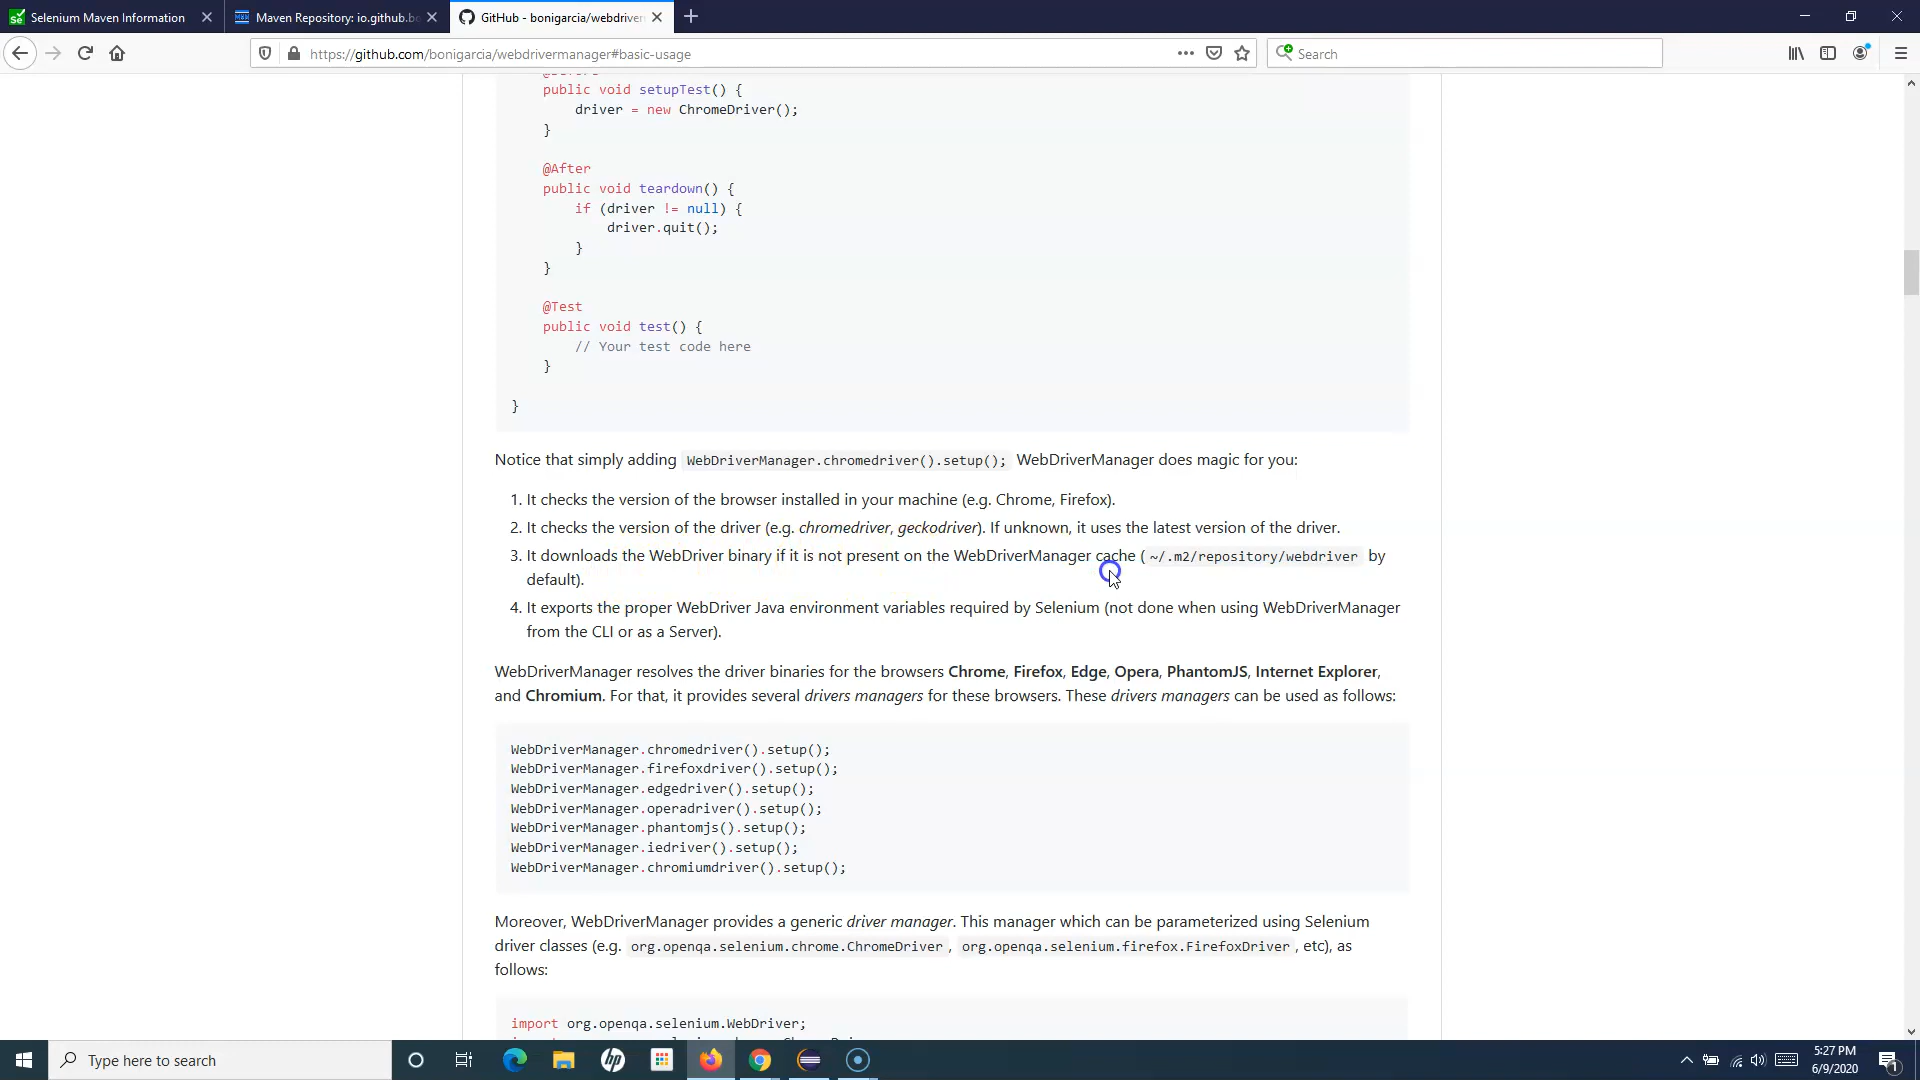 Selenium Maven Information
Maven Repository: io.github.bo
GitHub - bonigarcia/webdriver
https://github.com/bonigarcia/webdrivermanager#basic-usage
Search
public void setupTest() {
driver = new ChromeDriver();
}
@After
public void teardown() {
if (driver != null) {
driver.quit();
}
}
@Test
public void test() {
// Your test code here
}
}
Notice that simply adding WebDriverManager.chromedriver().setup(); WebDriverManager does magic for you:
1. It checks the version of the browser installed in your machine (e.g. Chrome, Firefox).
2. It checks the version of the driver (e.g. chromedriver, geckodriver). If unknown, it uses the latest version of the driver.
3. It downloads the WebDriver binary if it is not present on the WebDriverManager cache ( ~/.m2/repository/webdriver by
default).
4. It exports the proper WebDriver Java environment variables required by Selenium (not done when using WebDriverManager
from the CLI or as a Server).
WebDriverManager resolves the driver binaries for the browsers Chrome, Firefox, Edge, Opera, PhantomJS, Internet Explorer,
and Chromium. For that, it provides several drivers managers for these browsers. These drivers managers can be used as follows:
WebDriverManager.chromedriver().setup();
WebDriverManager.firefoxdriver().setup();
WebDriverManager.edgedriver().setup();
WebDriverManager.operadriver().setup();
WebDriverManager.phantomjs().setup();
WebDriverManager.iedriver().setup();
WebDriverManager.chromiumdriver().setup();
Moreover, WebDriverManager provides a generic driver manager. This manager which can be parameterized using Selenium
driver classes (e.g. org.openqa.selenium.chrome.ChromeDriver , org.openqa.selenium.firefox.FirefoxDriver , etc), as
follows:
import org.openqa.selenium.WebDriver;
Type here to search
5:27 PM
6/9/2020